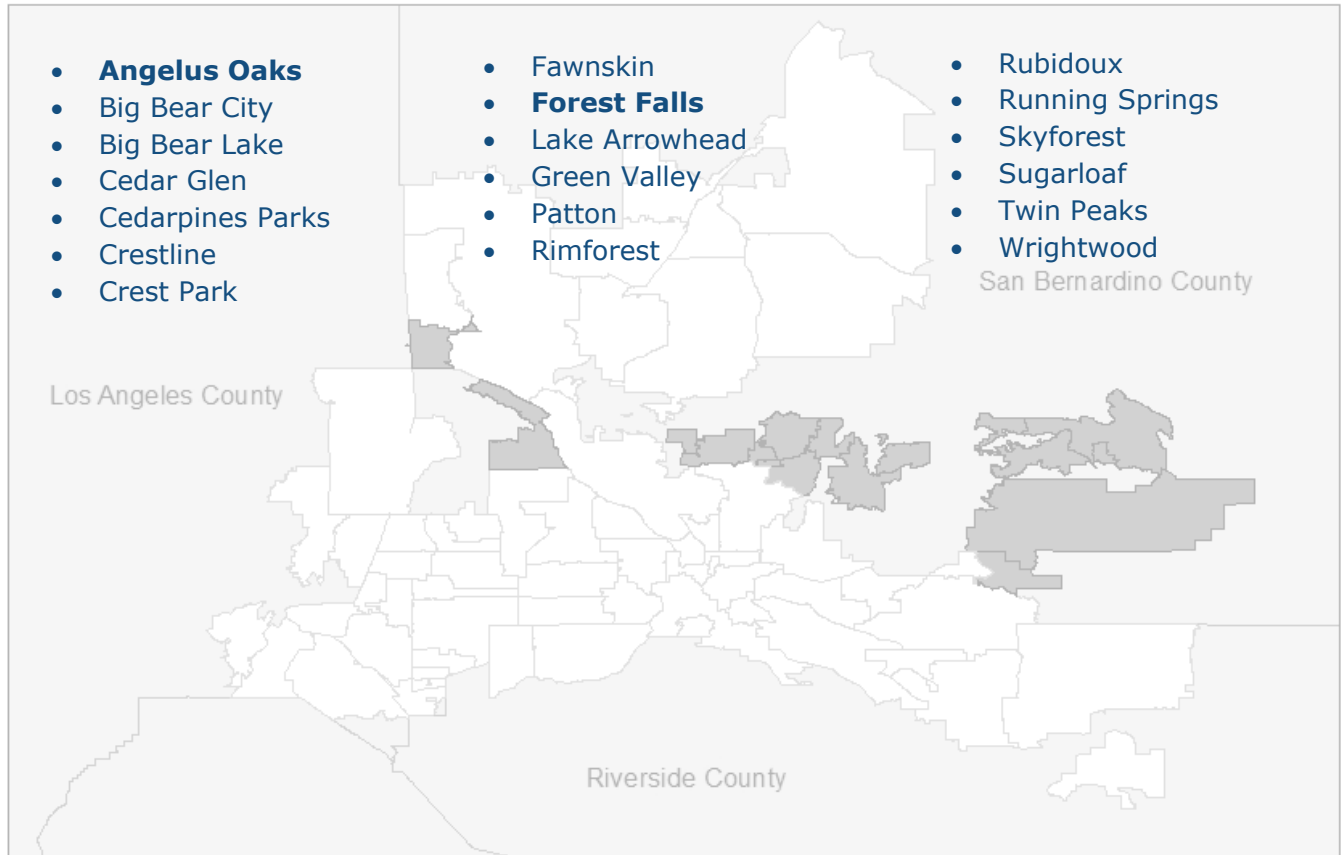 • Angelus Oaks
• Big Bear City
• Big Bear Lake
• Cedar Glen
• Cedarpines Parks
• Crestline
• Crest Park
• Fawnskin
• Forest Falls
• Lake Arrowhead
• Green Valley
• Patton
• Rimforest
• Rubidoux
• Running Springs
• Skyforest
• Sugarloaf
• Twin Peaks
• Wrightwood
San Bernardino County
Los Angeles County
Riverside County